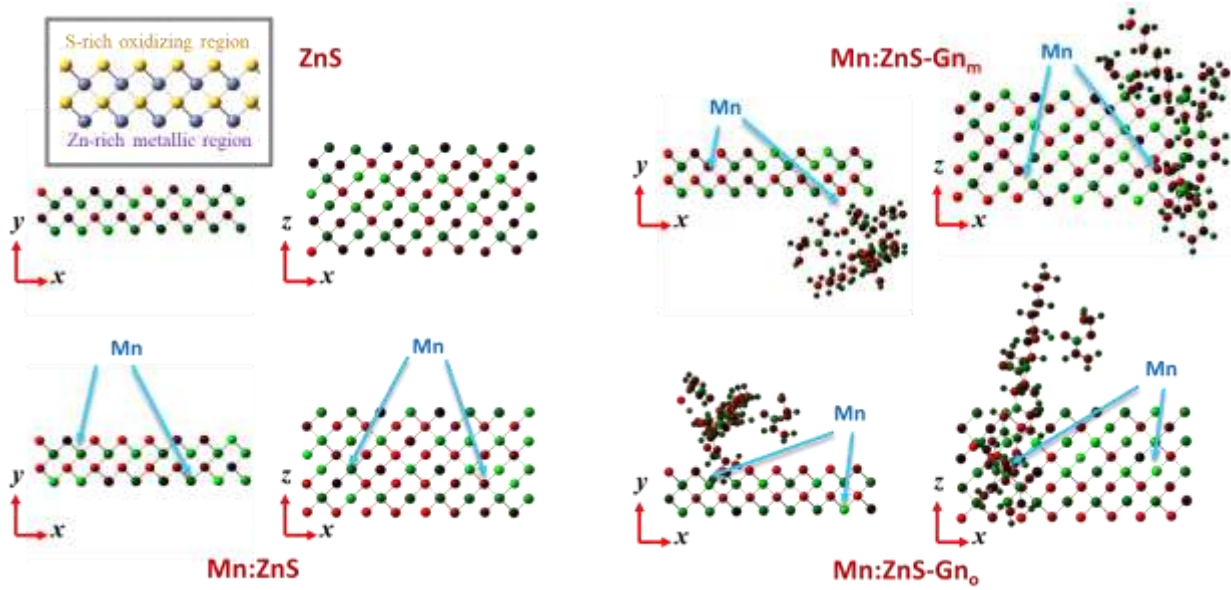 S-rich oxidizing region
Zn-rich metallic region
ZnS
y
x
z
x
Mn:ZnS-Gnₘ
Mn
Mn
y
x
z
x
Mn
Mn
y
x
z
x
Mn:ZnS
Mn
Mn
y
x
z
x
Mn:ZnS-Gnₒ